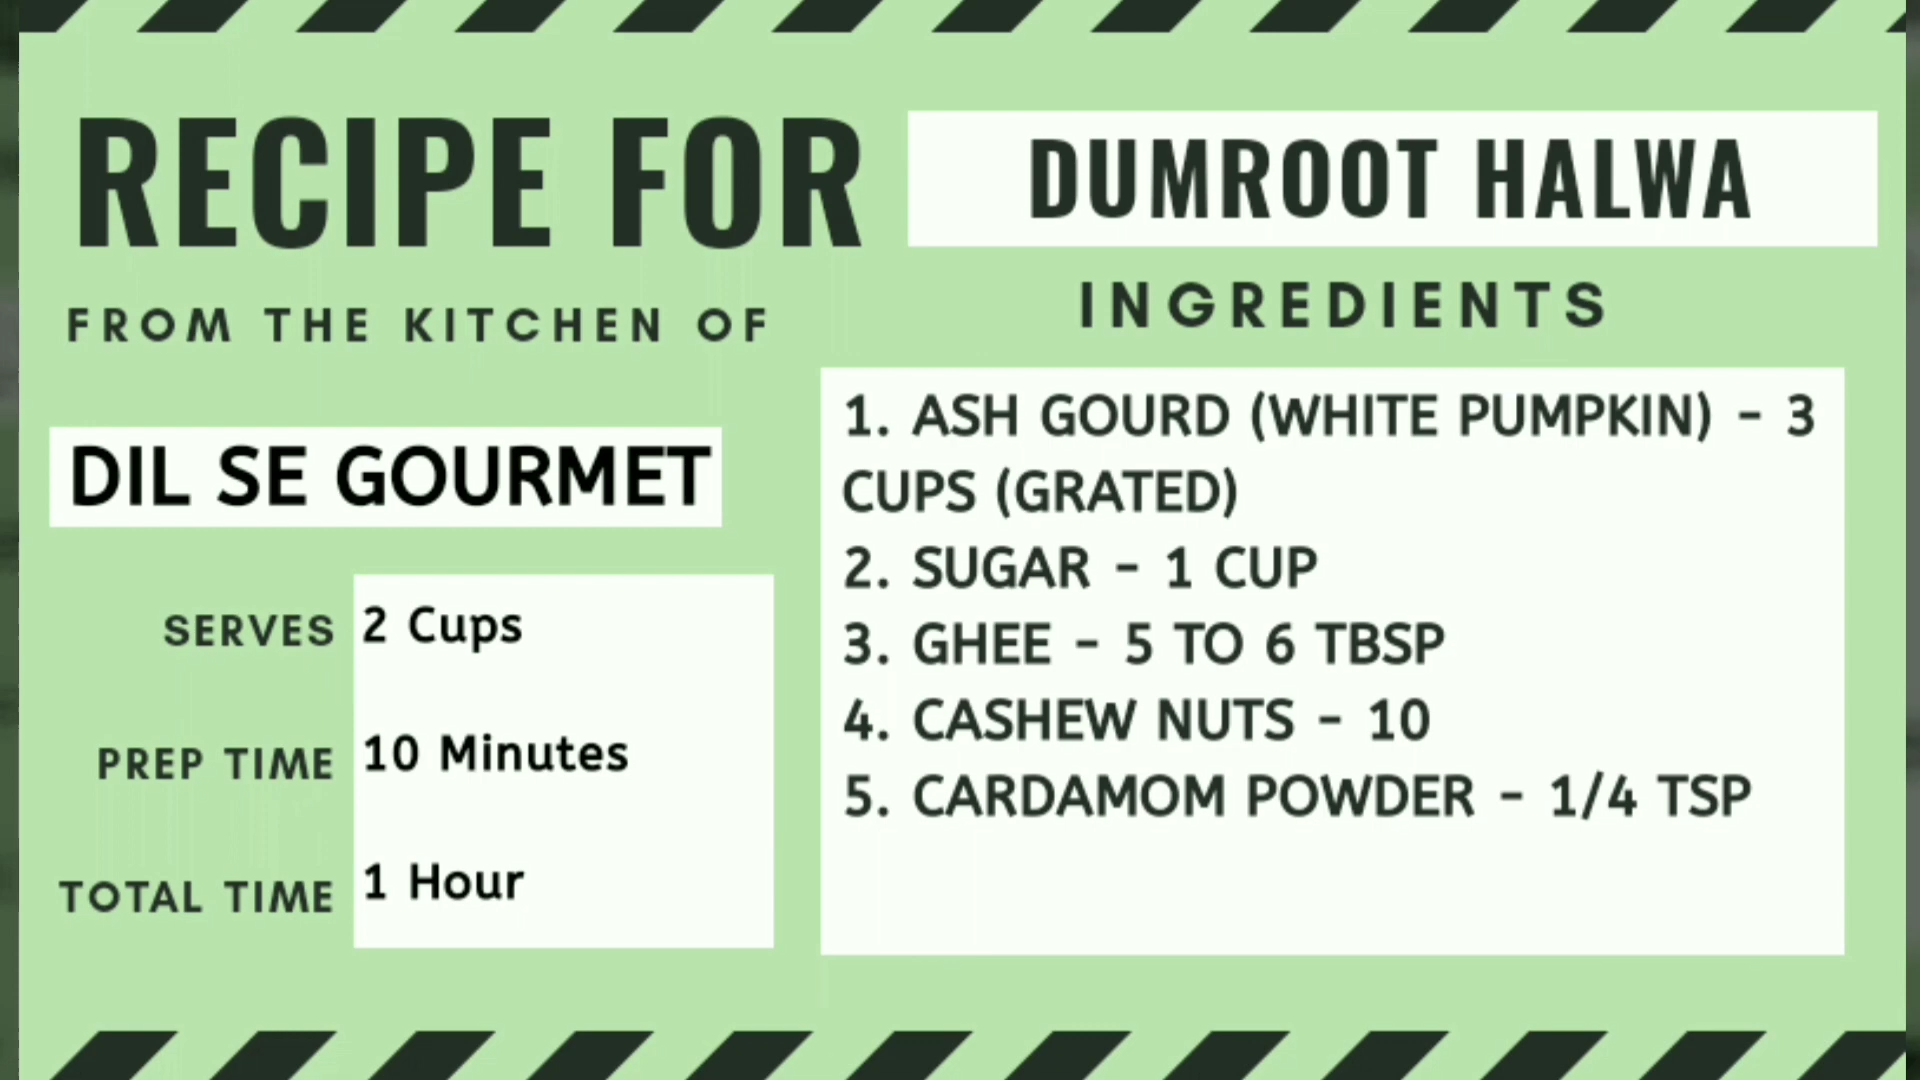 RECIPE FOR
DUMROOT HALWA
FROM THE KITCHEN OF
DIL SE GOURMET
SERVES 2 Cups
PREP TIME 10 Minutes
TOTAL TIME 1 Hour
INGREDIENTS
1. ASH GOURD (WHITE PUMPKIN) - 3
CUPS (GRATED)
2. SUGAR - 1 CUP
3. GHEE - 5 TO 6 TBSP
4. CASHEW NUTS - 10
5. CARDAMOM POWDER - 1/4 TSP